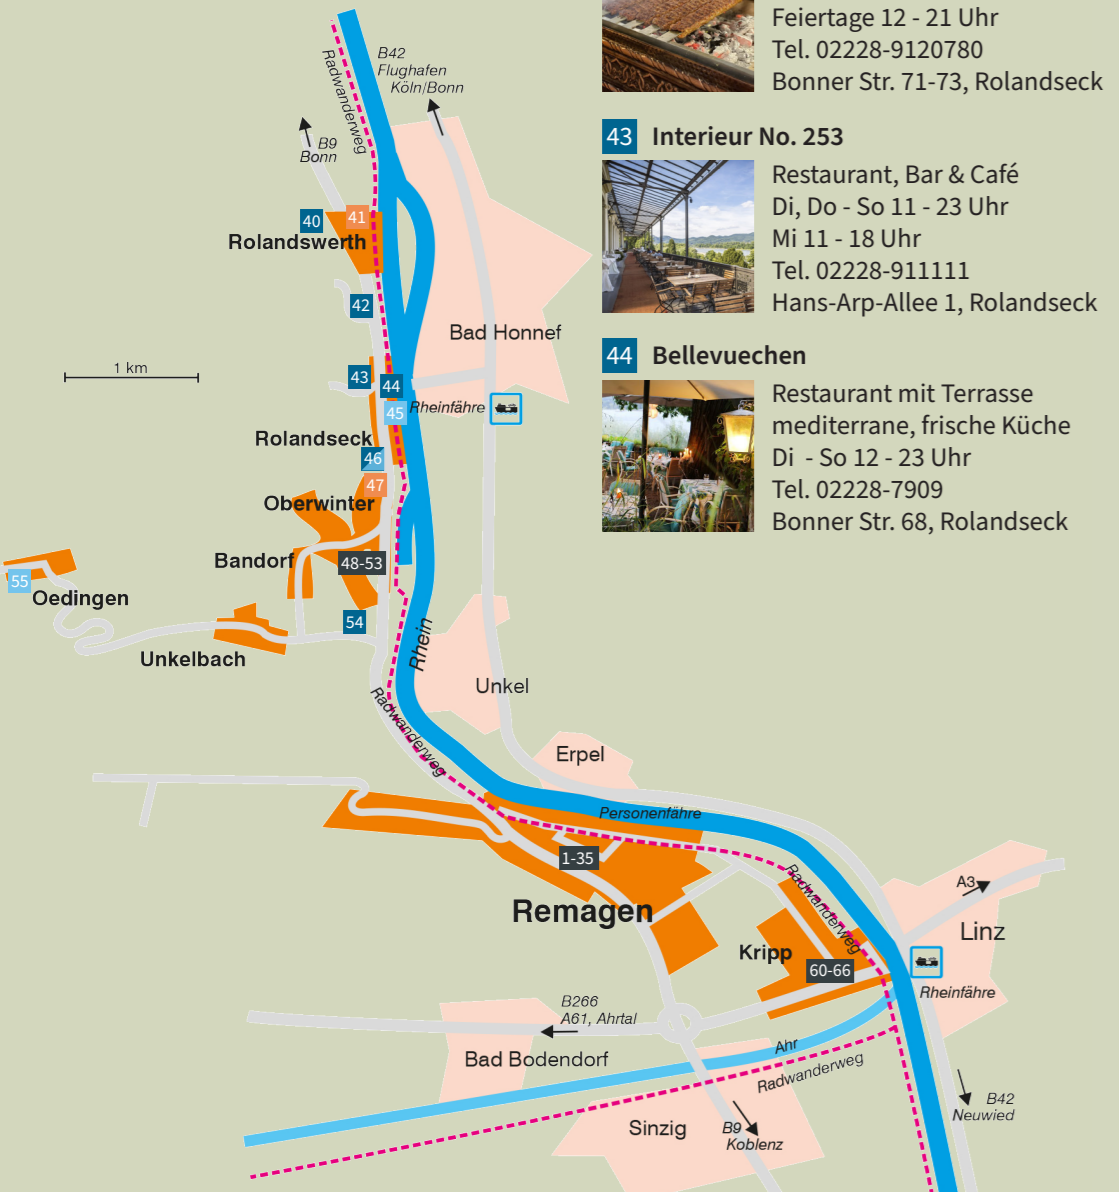 Feiertage 12 - 21 Uhr
Tel. 02228-9120780
Bonner Str. 71-73, Rolandseck
43 Interieur No. 253
Restaurant, Bar & Café
Di, Do - So 11 - 23 Uhr
Mi 11 - 18 Uhr
Tel. 02228-911111
Hans-Arp-Allee 1, Rolandseck
44 Bellevuechen
Restaurant mit Terrasse
mediterrane, frische Küche
Di - So 12 - 23 Uhr
Tel. 02228-7909
Bonner Str. 68, Rolandseck
B42
Flughafen
Köln/Bonn
Radwanderweg
B9
Bonn
40
41
Rolandswerth
42
Bad Honnef
1 km
43
44
45
Rheinfähre
Rolandseck
46
47
Oberwinter
Bandorf
48-53
55
Oedingen
54
Rhein
Unkelbach
Unkel
Radwanderweg
Erpel
Personenfähre
1-35
Remagen
Radwanderweg
A3
Linz
Kripp
60-66
Rheinfähre
B266
A61, Ahrtal
Bad Bodendorf
Ahr
Radwanderweg
B42
Neuwied
Sinzig
B9
Koblenz